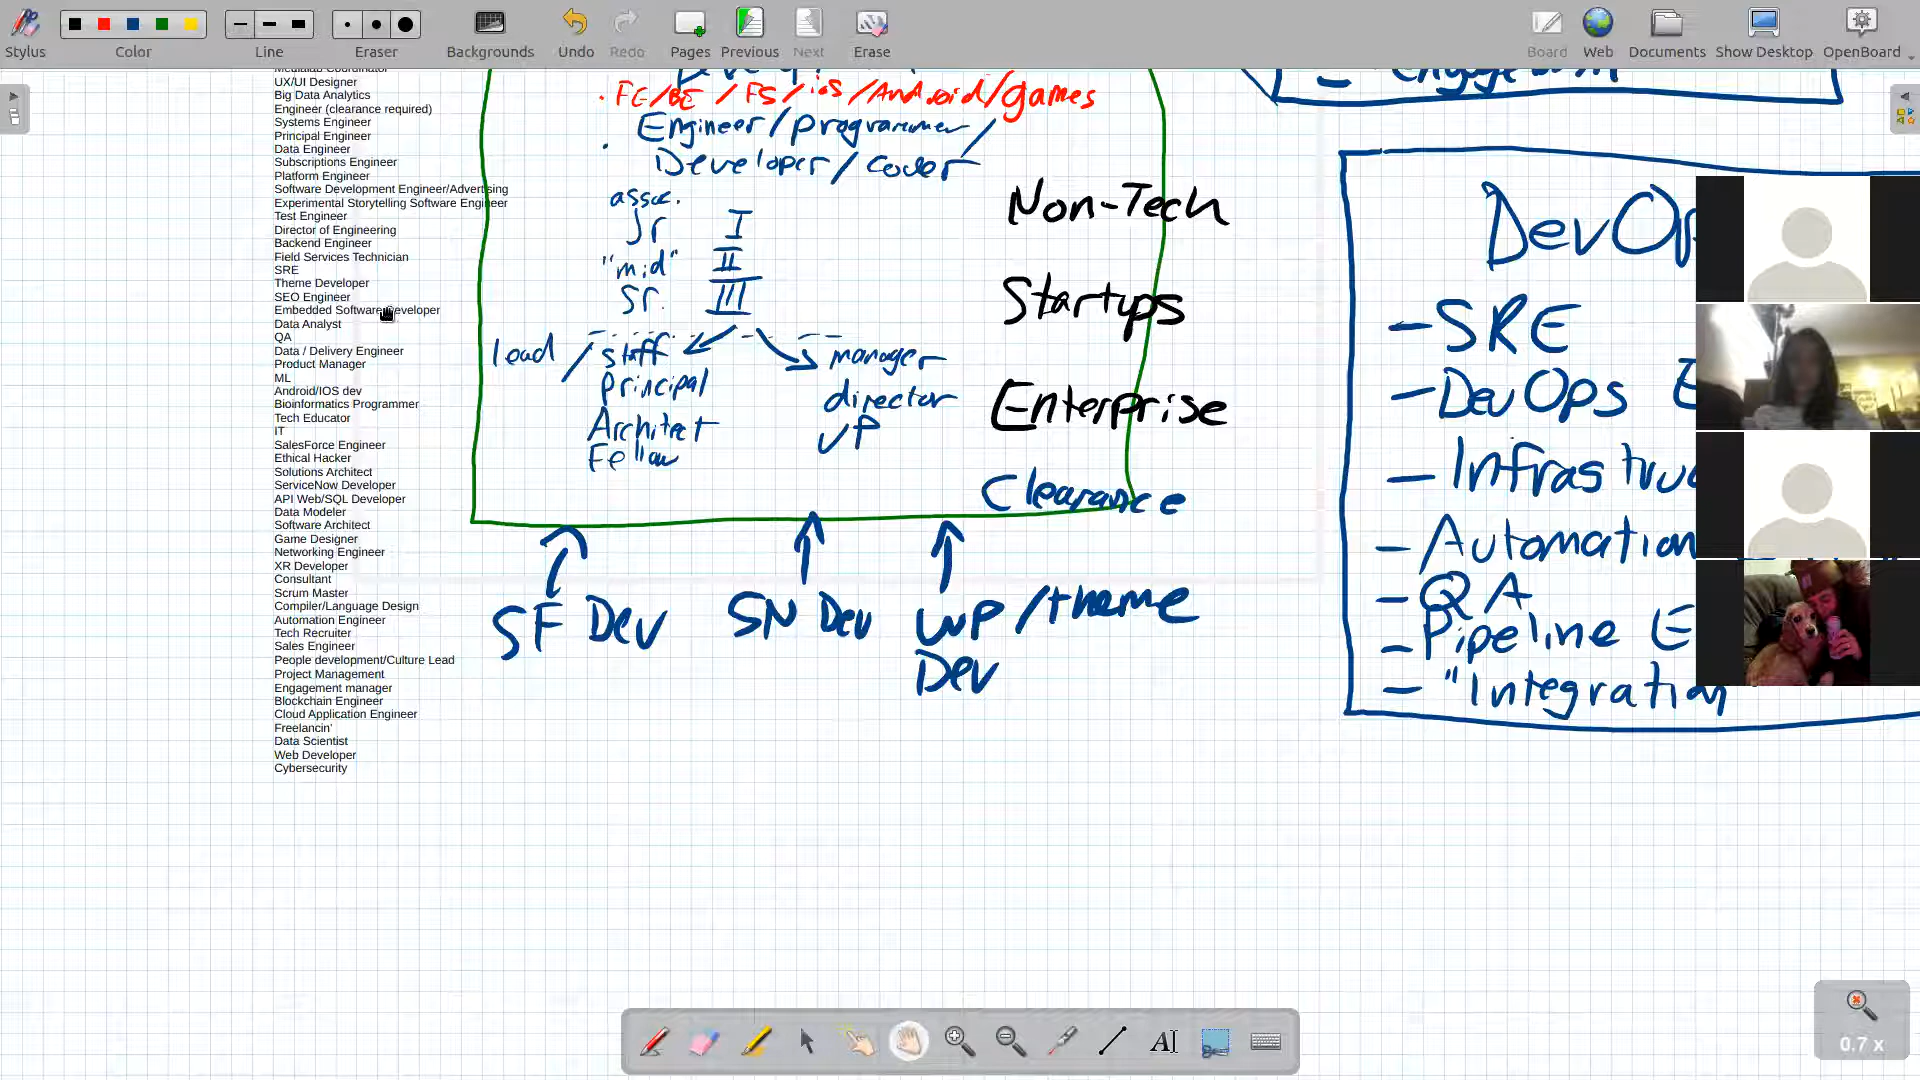 Stylus
Color
Line
Eraser
Backgrounds
Undo
Redo
Pages
Previous
Next
Erase
Board
Web
Documents
Show Desktop
OpenBoard
UX/UI Designer
Big Data Analytics
Engineer (clearance required)
Systems Engineer
Principal Engineer
Data Engineer
Subscriptions Engineer
Platform Engineer
Software Development Engineer/Advertising
Experimental Storytelling Software Engineer
Test Engineer
Director of Engineering
Backend Engineer
Field Services Technician
SRE
Theme Developer
SEO Engineer
Embedded Software Developer
Data Analyst
QA
Data / Delivery Engineer
Product Manager
ML
Android/IOS dev
Bioinformatics Programmer
Tech Educator
IT
SalesForce Engineer
Ethical Hacker
Solutions Architect
ServiceNow Developer
API Web/SQL Developer
Data Modeler
Software Architect
Game Designer
Networking Engineer
XR Developer
Consultant
Scrum Master
Compiler/Language Design
Automation Engineer
Tech Recruiter
Sales Engineer
People development/Culture Lead
Project Management
Engagement manager
Blockchain Engineer
Cloud Application Engineer
Freelancin'
Data Scientist
Web Developer
Cybersecurity
· FE/BE / FS/iOS /Android/games
· Engineer/programmer/
Developer/coder
assoc.
Jr I
"mid" II
Sr. III
lead / staff
principal
Architect
Fellow
manager
director
VP
Non-Tech
Startups
Enterprise
Clearance
SF Dev
SN Dev
WP/theme
Dev
DevOp
- SRE
- DevOps E
- Infrastruc
- Automation
- QA
- Pipeline E
- "Integration
0.7 x